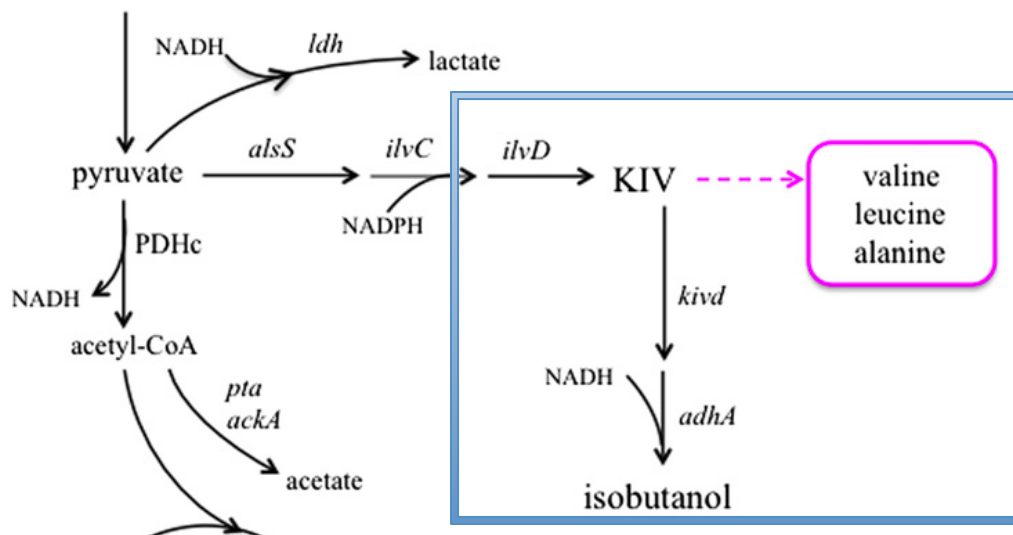 NADH
ldh
lactate
pyruvate
alsS
ilvC
ilvD
KIV
valine
leucine
alanine
NADPH
PDHc
NADH
kivd
acetyl-CoA
NADH
pta
ackA
adhA
acetate
isobutanol